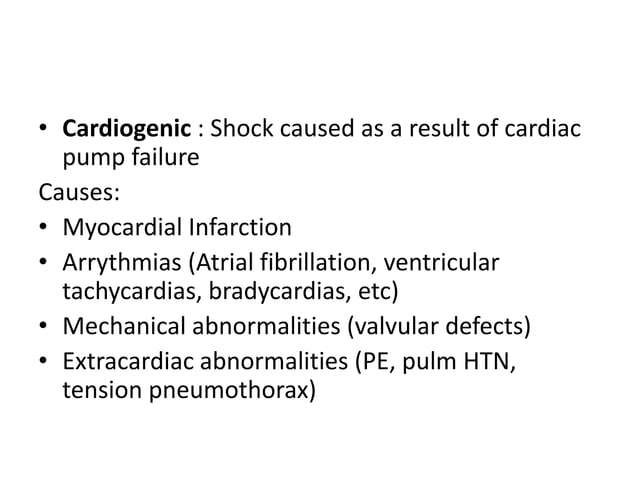 • Cardiogenic : Shock caused as a result of cardiac
pump failure
Causes:
• Myocardial Infarction
• Arrythmias (Atrial fibrillation, ventricular
tachycardias, bradycardias, etc)
• Mechanical abnormalities (valvular defects)
• Extracardiac abnormalities (PE, pulm HTN,
tension pneumothorax)